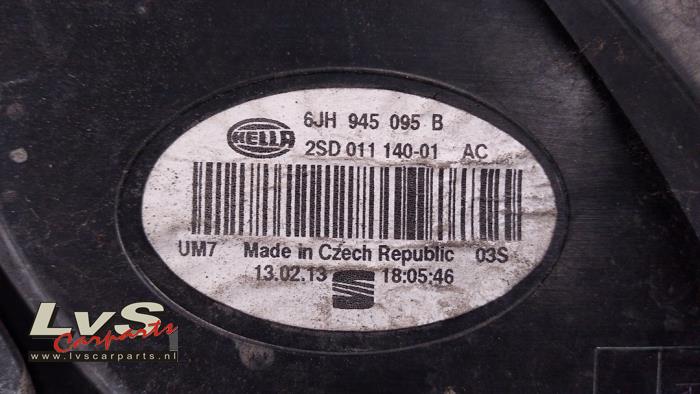 HELLA
6JH 945 095 B
2SD 011 140-01 AC
UM7 Made in Czech Republic 03S
13.02.13 18:05:46
LvS
Carparts
www.lvscarparts.nl